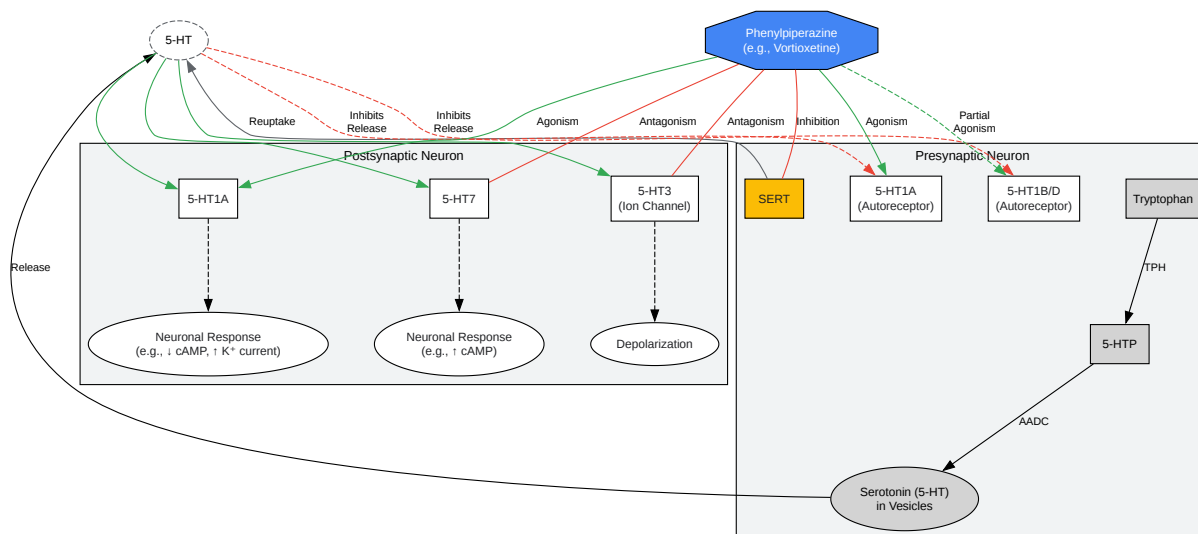 5-HT
Phenylpiperazine
(e.g., Vortioxetine)
Reuptake
Inhibits
Release
Inhibits
Release
Agonism
Antagonism
Antagonism
Inhibition
Agonism
Partial
Agonism
Postsynaptic Neuron
Presynaptic Neuron
5-HT1A
5-HT7
5-HT3
(Ion Channel)
SERT
5-HT1A
(Autoreceptor)
5-HT1B/D
(Autoreceptor)
Tryptophan
Release
TPH
Neuronal Response
(e.g., ↓ cAMP, ↑ K⁺ current)
Neuronal Response
(e.g., ↑ cAMP)
Depolarization
5-HTP
AADC
Serotonin (5-HT)
in Vesicles